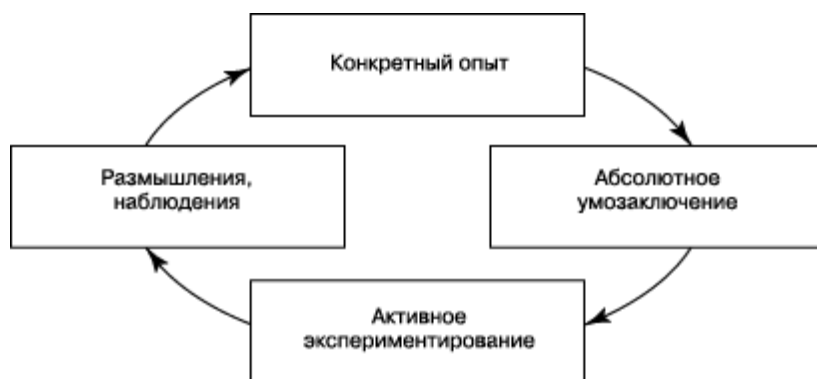 Конкретный опыт
Размышления,
наблюдения
Абсолютное
умозаключение
Активное
экспериментирование